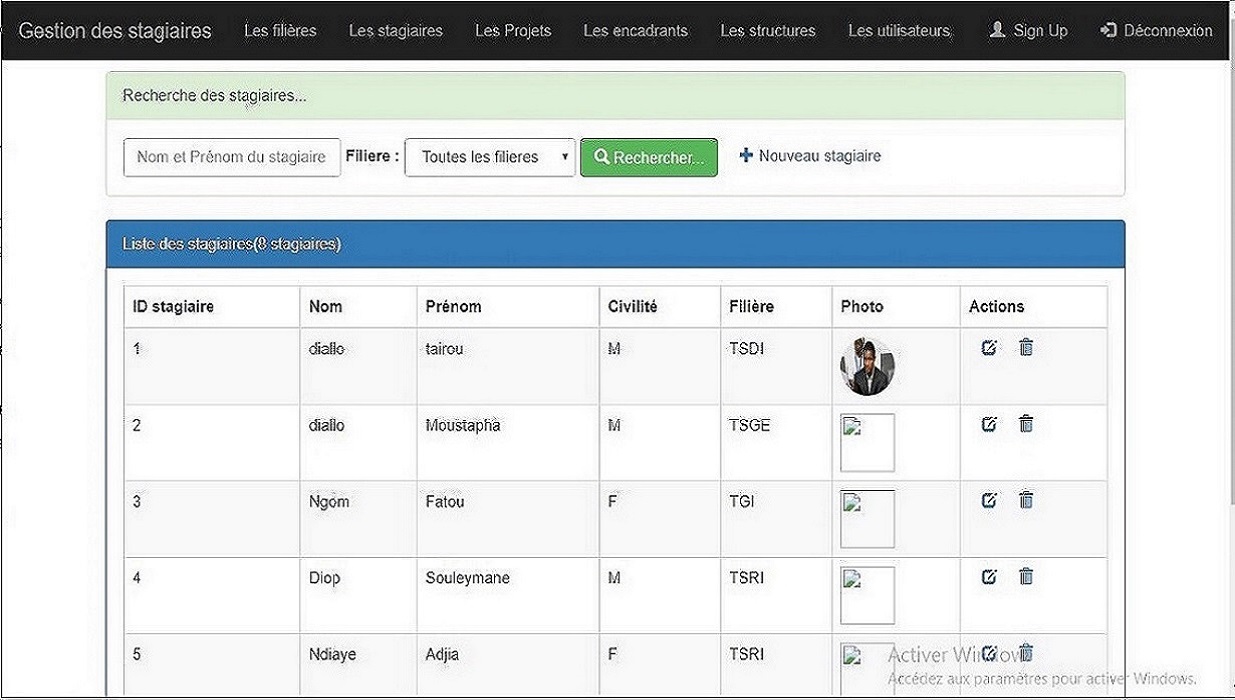 Gestion des stagiaires Les filières Les stagiaires Les Projets Les encadrants Les structures Les utilisateurs Sign Up Déconnexion
Recherche des stagiaires...
Nom et Prénom du stagiaire Filiere : Toutes les filieres Rechercher... Nouveau stagiaire
Liste des stagiaires(8 stagiaires)
ID stagiaire Nom Prénom Civilité Filière Photo Actions
1 diallo tairou M TSDI
2 diallo Moustapha M TSGE
3 Ngom Fatou F TGI
4 Diop Souleymane M TSRI
5 Ndiaye Adjia F TSRI
Activer Windows
Accédez aux paramètres pour activer Windows.